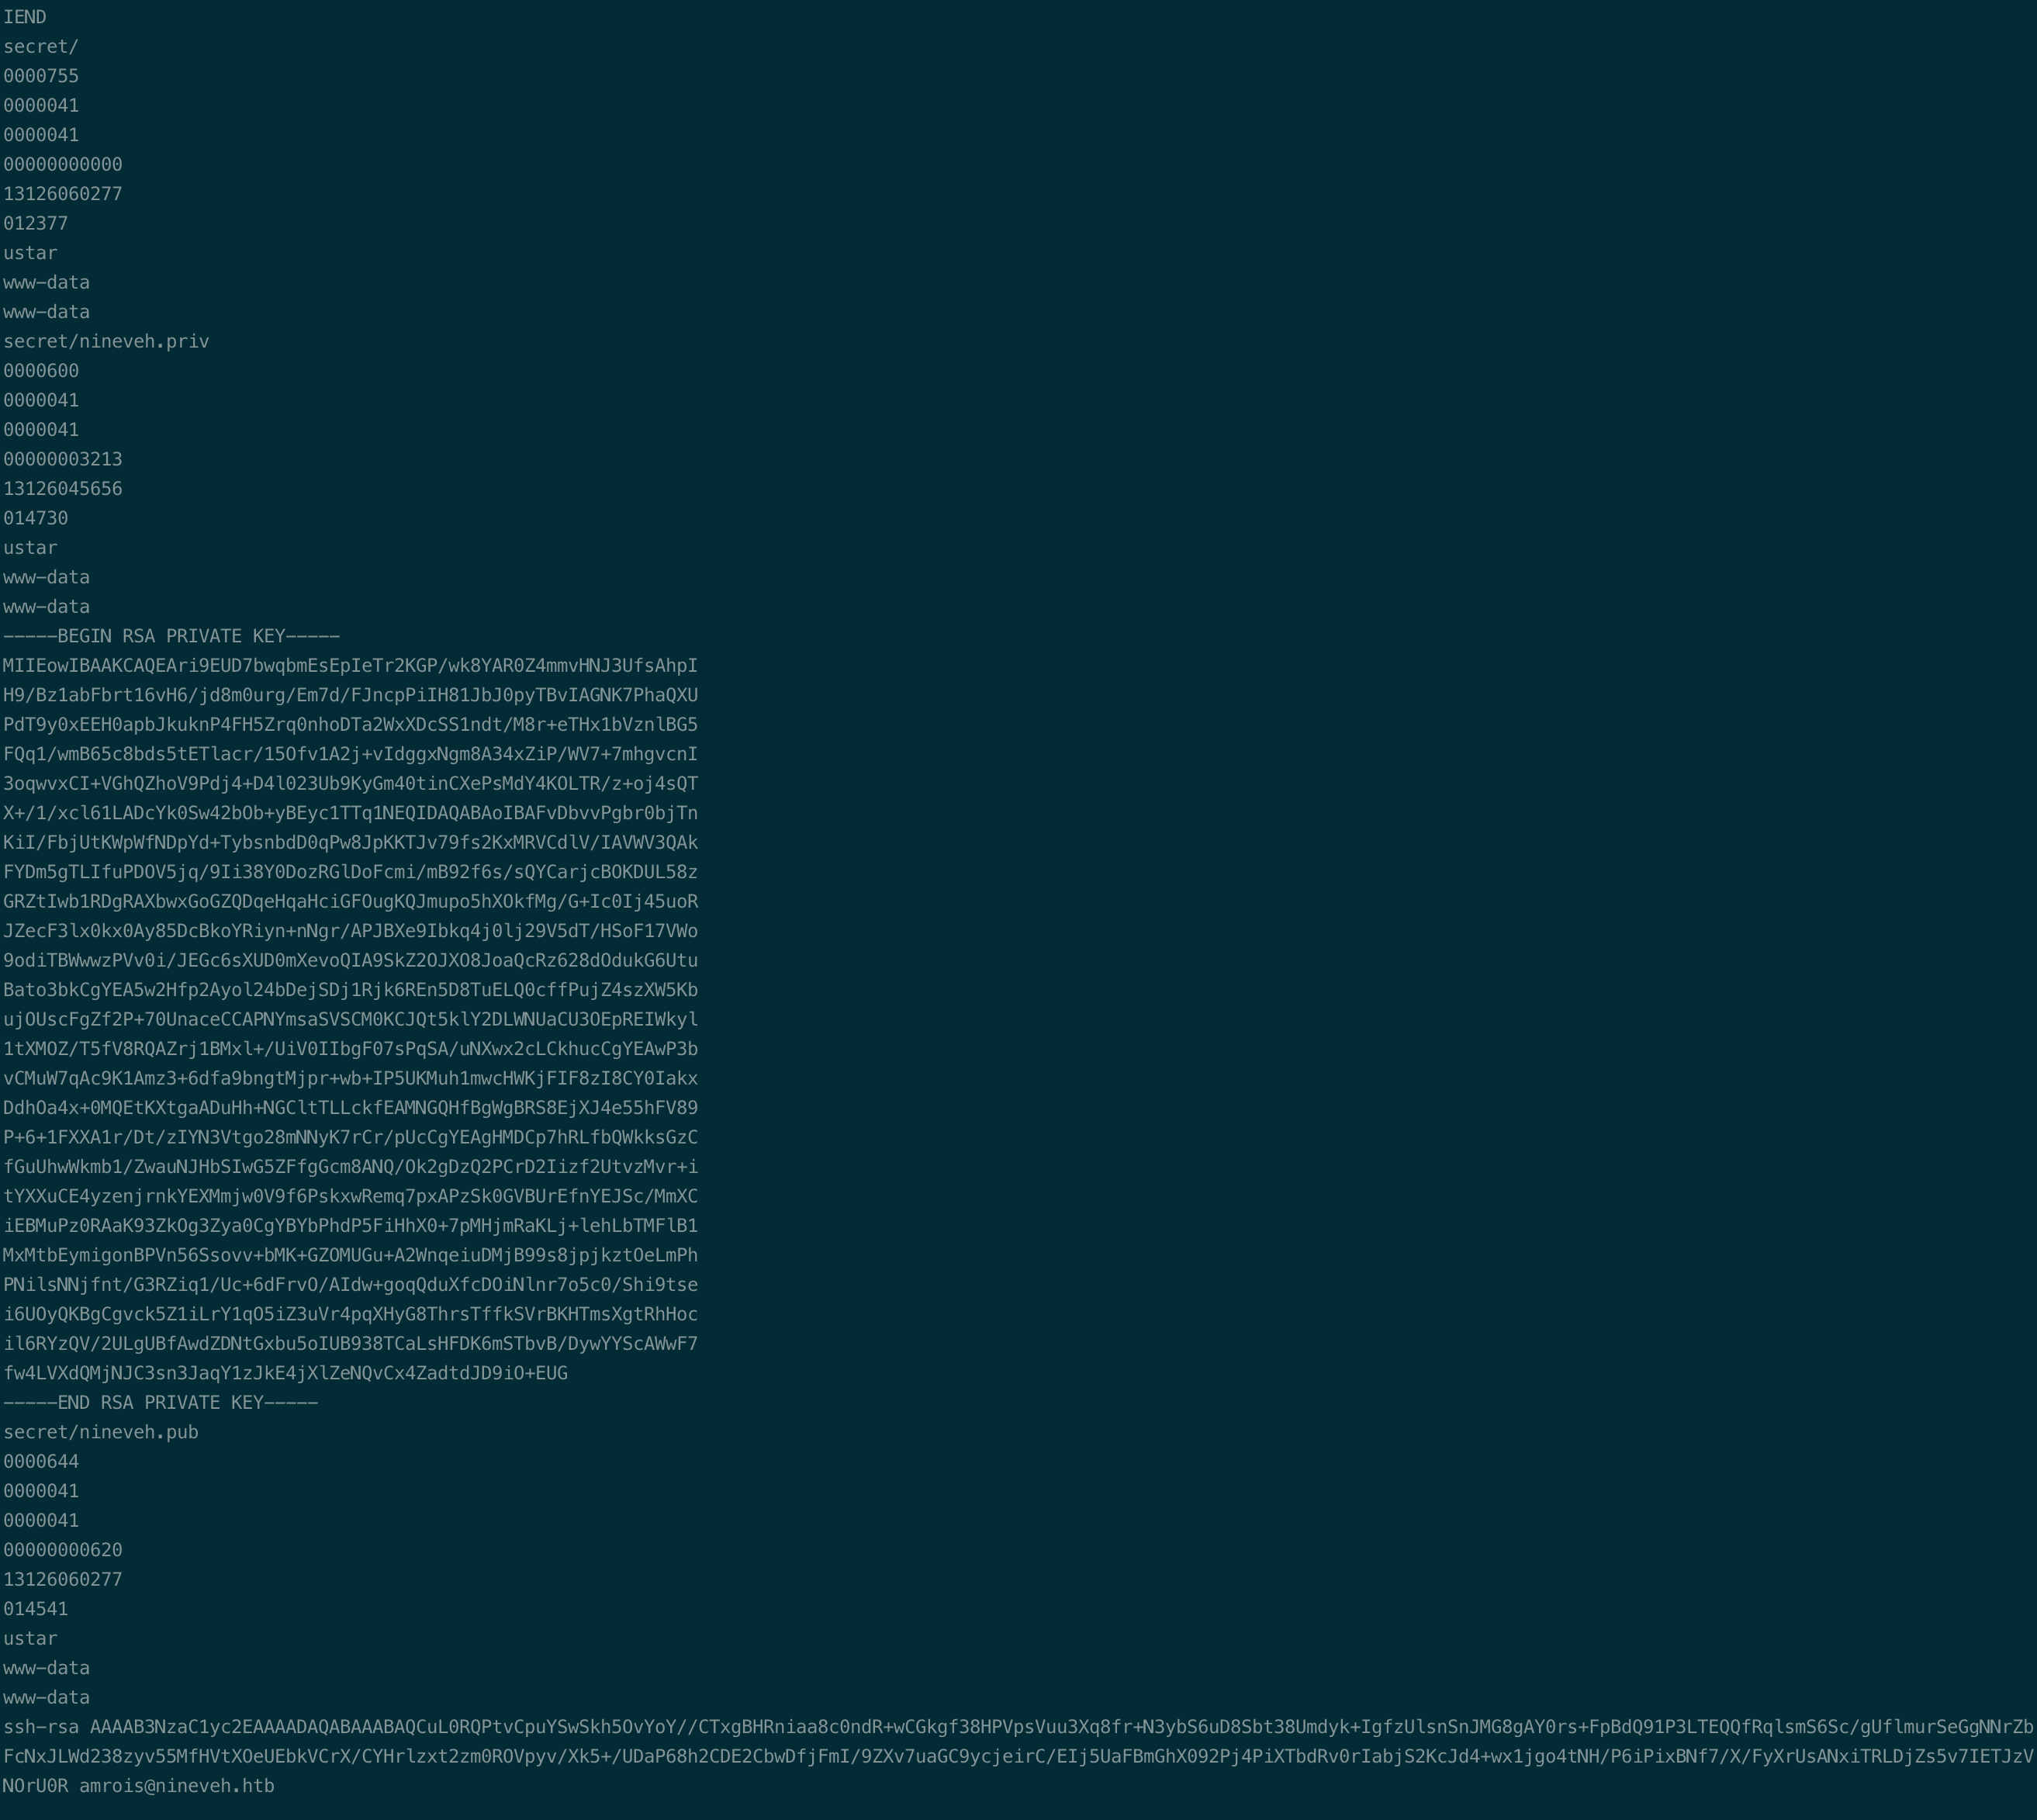 IEND
secret/
0000755
0000041
0000041
00000000000
13126060277
012377
ustar
www-data
www-data
secret/nineveh.priv
0000600
0000041
0000041
00000003213
13126045656
014730
ustar
www-data
www-data
-----BEGIN RSA PRIVATE KEY-----
MIIEowIBAAKCAQEAri9EUD7bwqbmEsEpIeTr2KGP/wk8YAR0Z4mmvHNJ3UfsAhpI
H9/Bz1abFbrt16vH6/jd8m0urg/Em7d/FJncpPiIH81JbJ0pyTBvIAGNK7PhaQXU
PdT9y0xEEH0apbJkuknP4FH5Zrq0nhoDTa2WxXDcSS1ndt/M8r+eTHx1bVznlBG5
FQq1/wmB65c8bds5tETlacr/15Ofv1A2j+vIdggxNgm8A34xZiP/WV7+7mhgvcnI
3oqwvxCI+VGhQZhoV9Pdj4+D4l023Ub9KyGm40tinCXePsMdY4KOLTR/z+oj4sQT
X+/1/xcl61LADcYk0Sw42bOb+yBEyc1TTq1NEQIDAQABAoIBAFvDbvvPgbr0bjTn
KiI/FbjUtKWpWfNDpYd+TybsnbdD0qPw8JpKKTJv79fs2KxMRVCdlV/IAVWV3QAk
FYDm5gTLIfuPDOV5jq/9Ii38Y0DozRGlDoFcmi/mB92f6s/sQYCarjcBOKDUL58z
GRZtIwb1RDgRAXbwxGoGZQDqeHqaHciGFOugKQJmupo5hXOkfMg/G+Ic0Ij45uoR
JZecF3lx0kx0Ay85DcBkoYRiyn+nNgr/APJBXe9Ibkq4j0lj29V5dT/HSoF17VWo
9odiTBWwwzPVv0i/JEGc6sXUD0mXevoQIA9SkZ2OJXO8JoaQcRz628dOdukG6Utu
Bato3bkCgYEA5w2Hfp2Ayol24bDejSDj1Rjk6REn5D8TuELQ0cffPujZ4szXW5Kb
ujOUscFgZf2P+70UnaceCCAPNYmsaSVSCM0KCJQt5klY2DLWNUaCU3OEpREIWkyl
1tXMOZ/T5fV8RQAZrj1BMxl+/UiV0IIbgF07sPqSA/uNXwx2cLCkhucCgYEAwP3b
vCMuW7qAc9K1Amz3+6dfa9bngtMjpr+wb+IP5UKMuh1mwcHWKjFIF8zI8CY0Iakx
DdhOa4x+0MQEtKXtgaADuHh+NGCltTLLckfEAMNGQHfBgWgBRS8EjXJ4e55hFV89
P+6+1FXXA1r/Dt/zIYN3Vtgo28mNNyK7rCr/pUcCgYEAgHMDCp7hRLfbQWkksGzC
fGuUhwWkmb1/ZwauNJHbSIwG5ZFfgGcm8ANQ/Ok2gDzQ2PCrD2Iizf2UtvzMvr+i
tYXXuCE4yzenjrnkYEXMmjw0V9f6PskxwRemq7pxAPzSk0GVBUrEfnYEJSc/MmXC
iEBMuPz0RAaK93ZkOg3Zya0CgYBYbPhdP5FiHhX0+7pMHjmRaKLj+lehLbTMFlB1
MxMtbEymigonBPVn56Ssovv+bMK+GZOMUGu+A2WnqeiuDMjB99s8jpjkztOeLmPh
PNilsNNjfnt/G3RZiq1/Uc+6dFrvO/AIdw+goqQduXfcDOiNlnr7o5c0/Shi9tse
i6UOyQKBgCgvck5Z1iLrY1qO5iZ3uVr4pqXHyG8ThrsTffkSVrBKHTmsXgtRhHoc
il6RYzQV/2ULgUBfAwdZDNtGxbu5oIUB938TCaLsHFDK6mSTbvB/DywYYScAWwF7
fw4LVXdQMjNJC3sn3JaqY1zJkE4jXlZeNQvCx4ZadtdJD9iO+EUG
-----END RSA PRIVATE KEY-----
secret/nineveh.pub
0000644
0000041
0000041
00000000620
13126060277
014541
ustar
www-data
www-data
ssh-rsa AAAAB3NzaC1yc2EAAAADAQABAAABAQCuL0RQPtvCpuYSwSkh5OvYoY//CTxgBHRniaa8c0ndR+wCGkgf38HPVpsVuu3Xq8fr+N3ybS6uD8Sbt38Umdyk+IgfzUlsnSnJMG8gAY0rs+FpBdQ91P3LTEQQfRqlsmS6Sc/gUflmurSeGgNNrZb
FcNxJLWd238zyv55MfHVtXOeUEbkVCrX/CYHrlzxt2zm0ROVpyv/Xk5+/UDaP68h2CDE2CbwDfjFmI/9ZXv7uaGC9ycjeirC/EIj5UaFBmGhX092Pj4PiXTbdRv0rIabjS2KcJd4+wx1jgo4tNH/P6iPixBNf7/X/FyXrUsANxiTRLDjZs5v7IETJzV
NOrU0R amrois@nineveh.htb